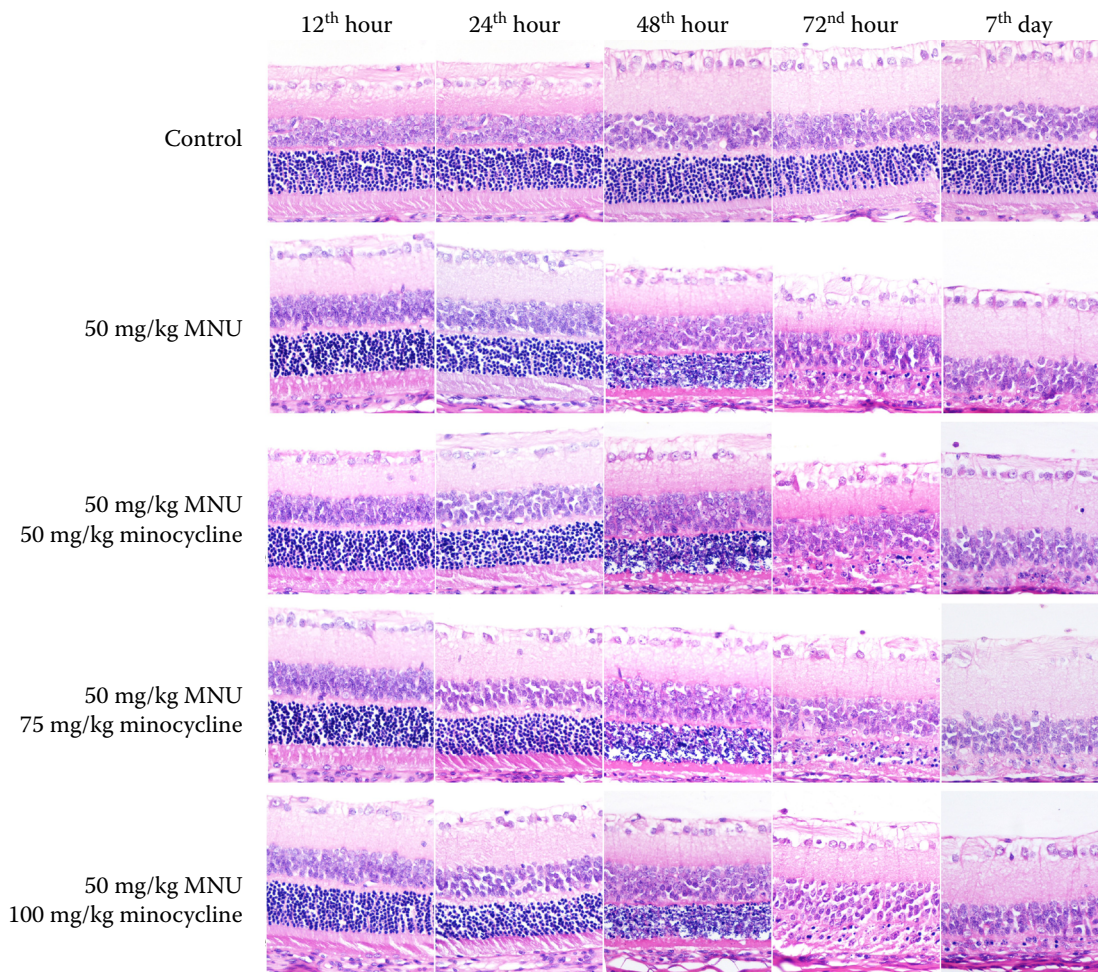 12th hour 24th hour 48th hour 72nd hour 7th day
Control
50 mg/kg MNU
50 mg/kg MNU
50 mg/kg minocycline
50 mg/kg MNU
75 mg/kg minocycline
50 mg/kg MNU
100 mg/kg minocycline